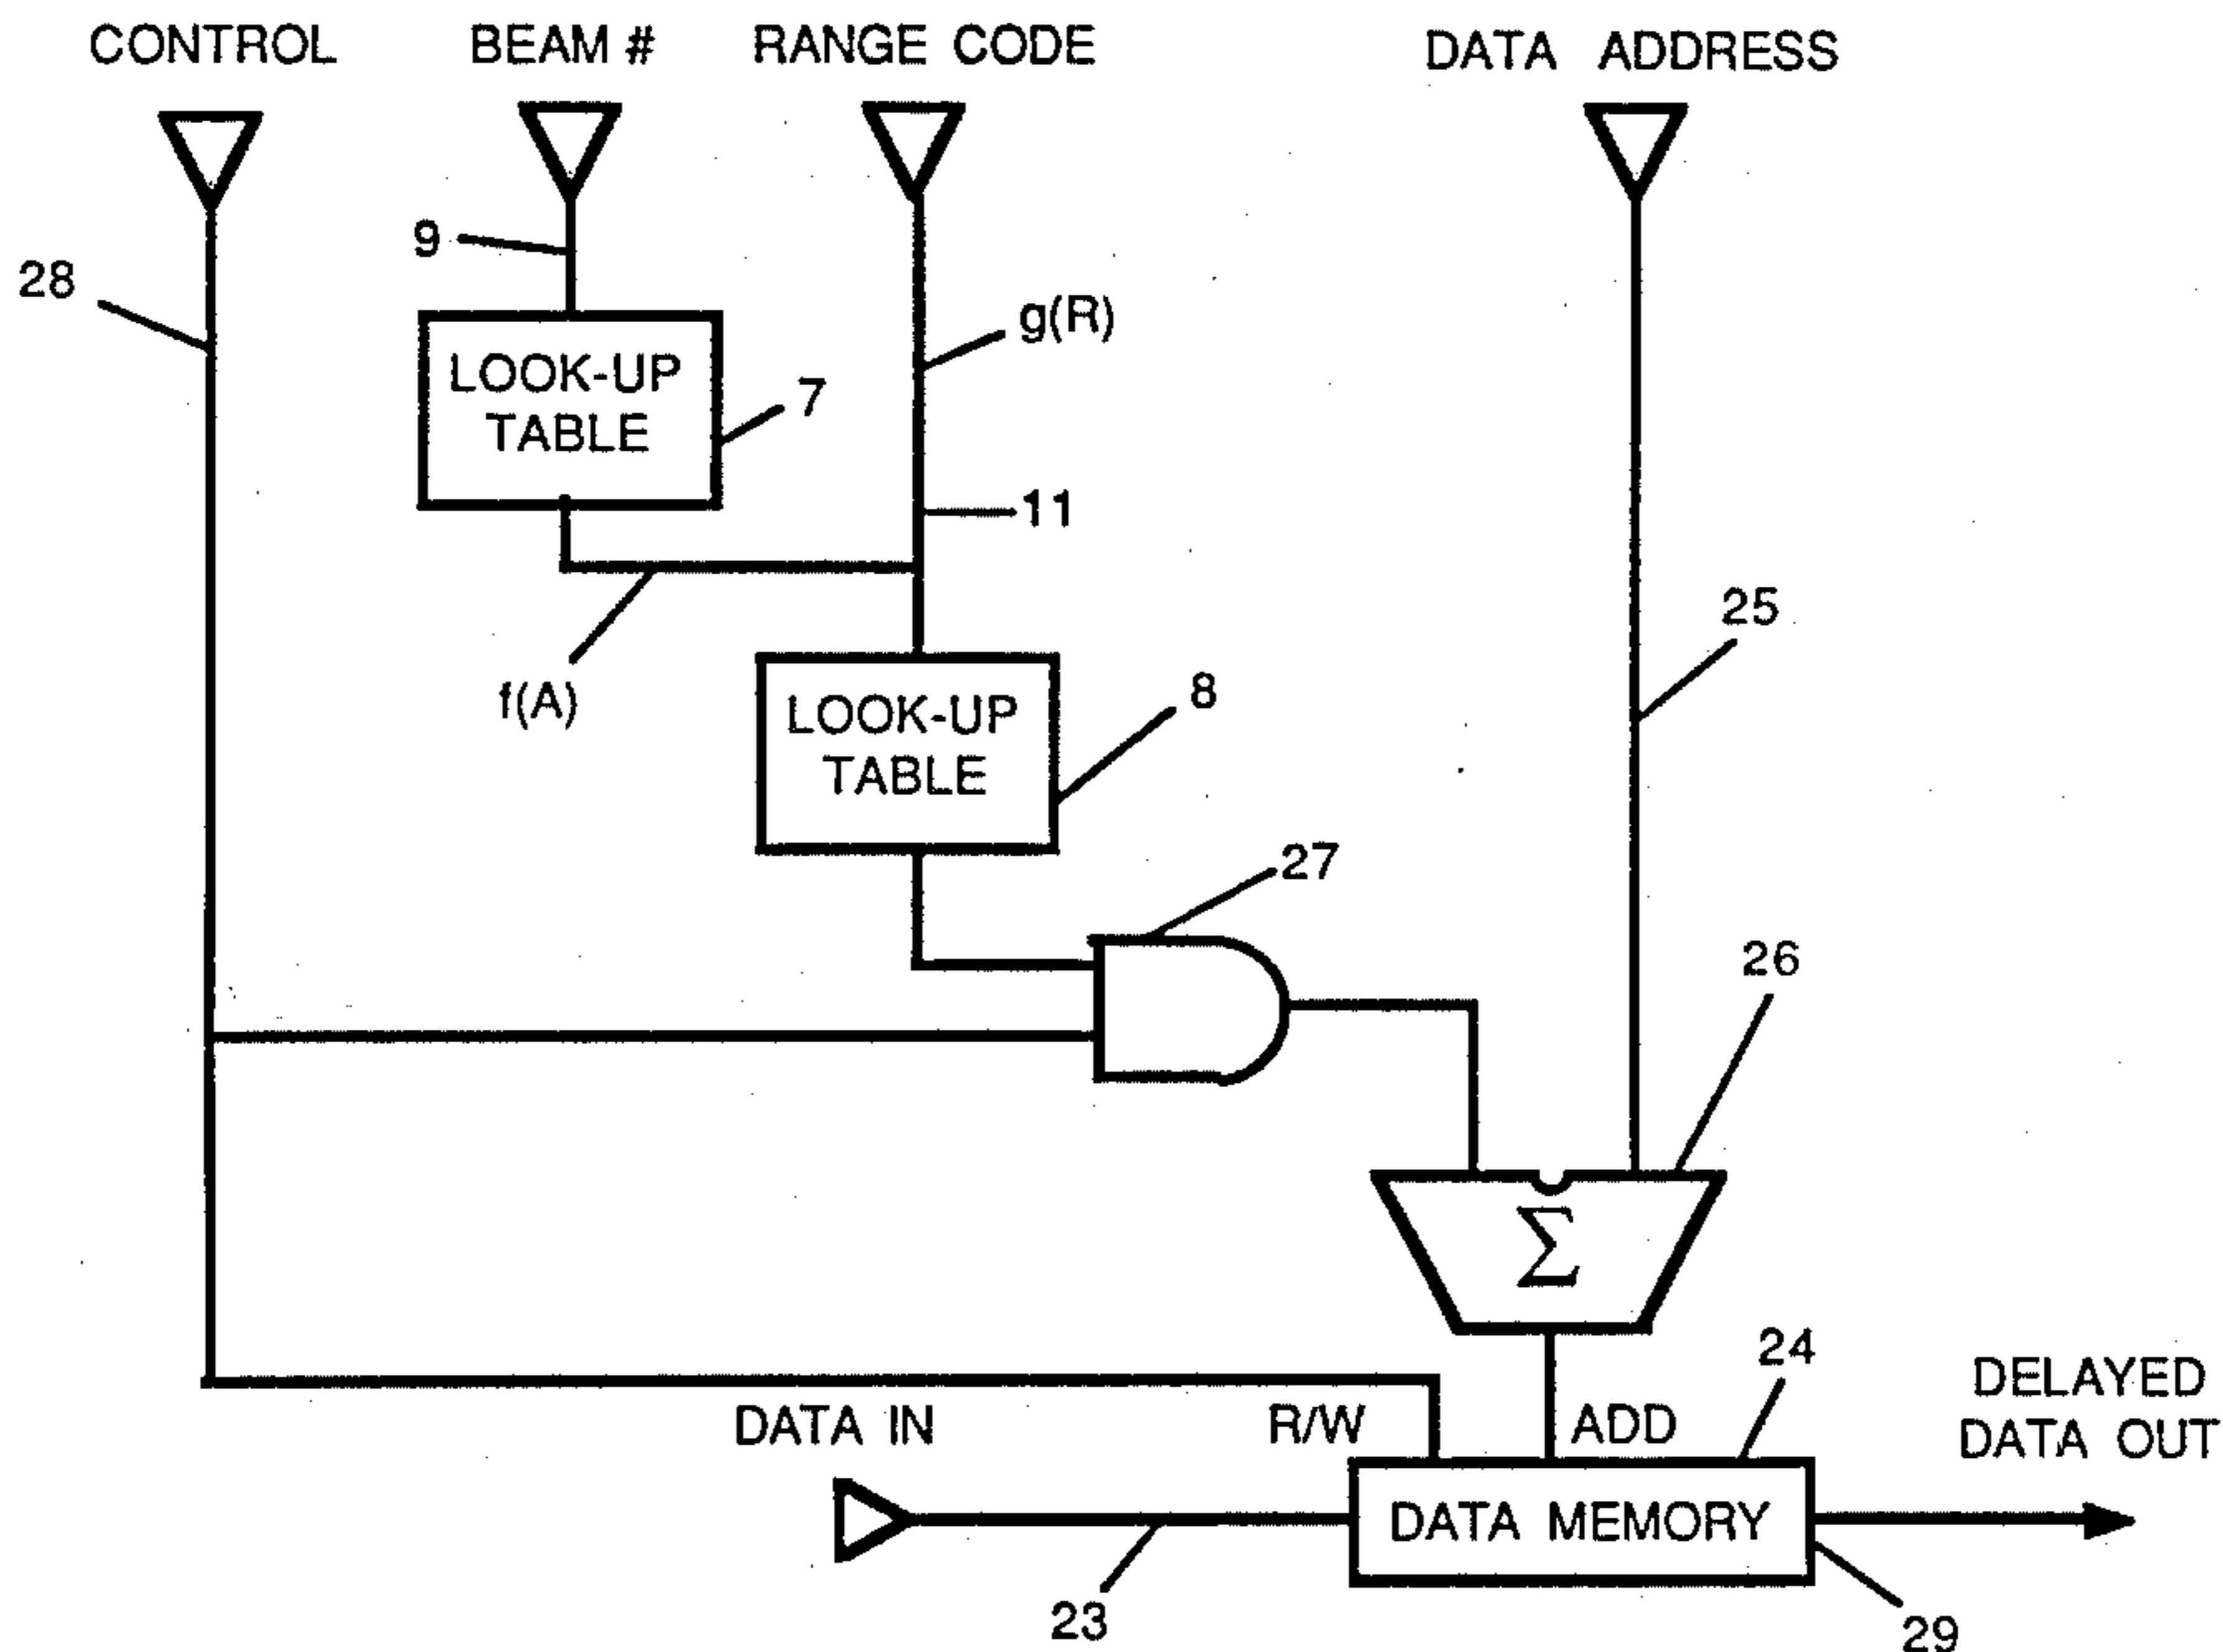 CONTROL
BEAM #
RANGE CODE
DATA ADDRESS
9
28
g(R)
LOOK-UP
TABLE
7
11
25
f(A)
LOOK-UP
TABLE
8
27
26
Σ
24
DELAYED
DATA OUT
DATA IN
R/W
ADD
DATA MEMORY
23
29